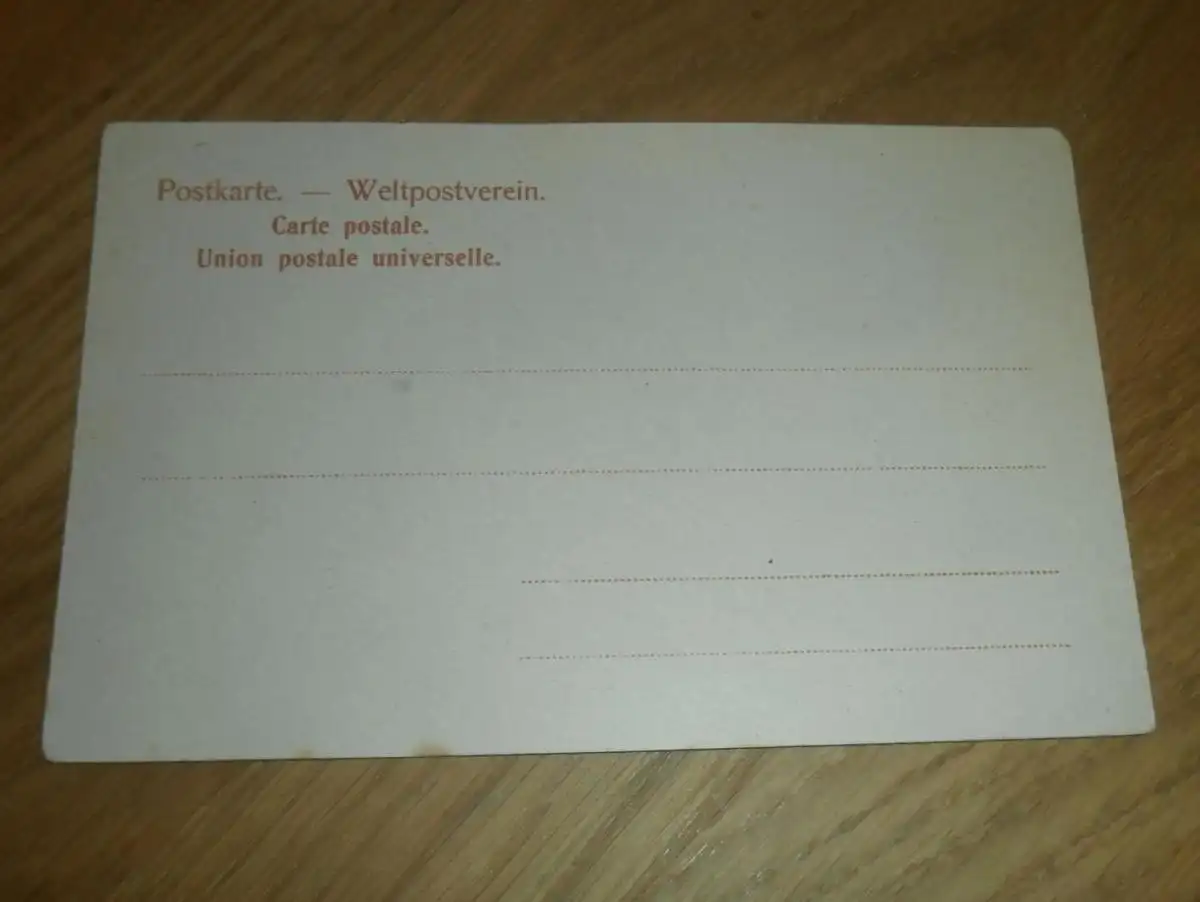 Postkarte. — Weltpostverein.
Carte postale.
Union postale universelle.